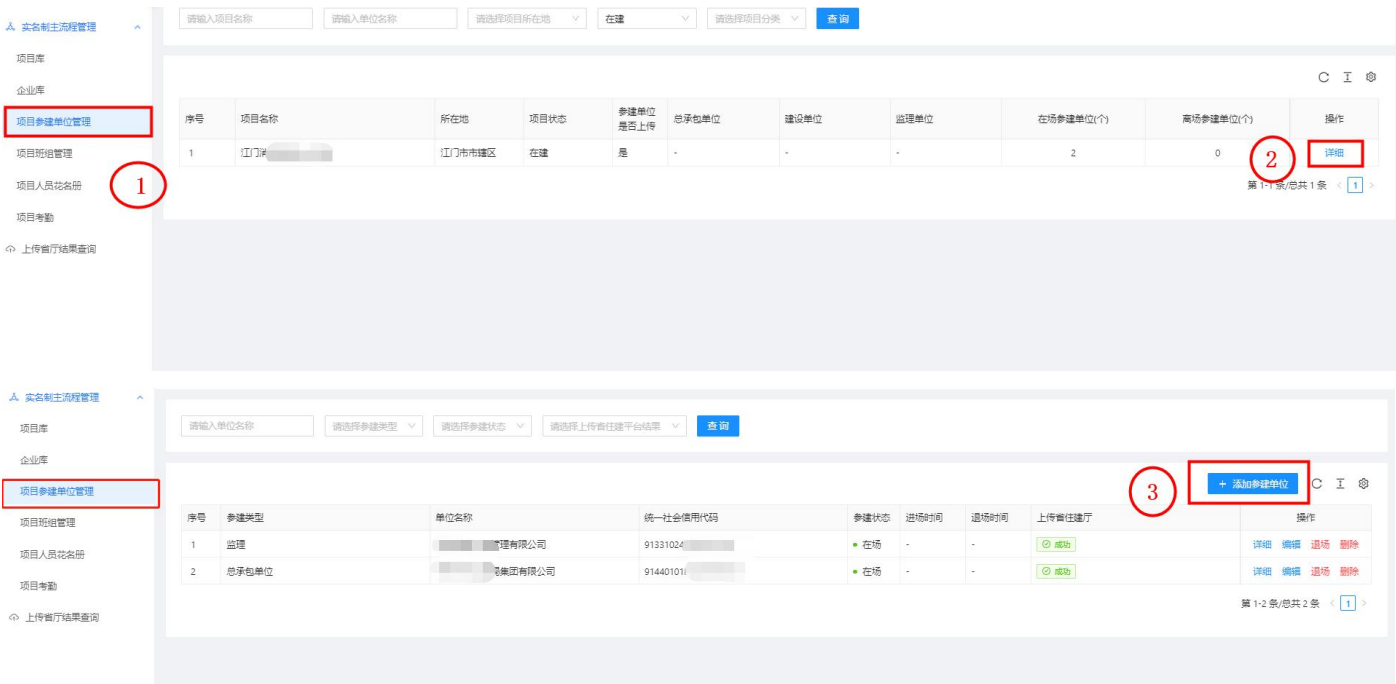 实名制主流程管理
请输入项目名称 请输入单位名称 请选择项目所在地 在建 请选择项目分类 查询
项目库
企业库
项目参建单位管理
项目班组管理
项目人员花名册
项目考勤
上传省厅结果查询
1
序号 项目名称 所在地 项目状态 参建单位是否上传 总承包单位 建设单位 监理单位 在场参建单位(个) 离场参建单位(个) 操作
1 江门 江门市市辖区 在建 是 - - - 2 0 详细
2
第 1-1 条/总共 1 条 < 1 >
实名制主流程管理
请输入单位名称 请选择参建类型 请选择参建状态 请选择上传省住建平台结果 查询
项目库
企业库
项目参建单位管理
项目班组管理
项目人员花名册
项目考勤
上传省厅结果查询
3
+ 添加参建单位
序号 参建类型 单位名称 统一社会信用代码 参建状态 进场时间 退场时间 上传省住建厅 操作
1 监理 管理有限公司 91331024 在场 - - 成功 详细 编辑 退场 删除
2 总承包单位 集团有限公司 91440101 在场 - - 成功 详细 编辑 退场 删除
第 1-2 条/总共 2 条 < 1 >